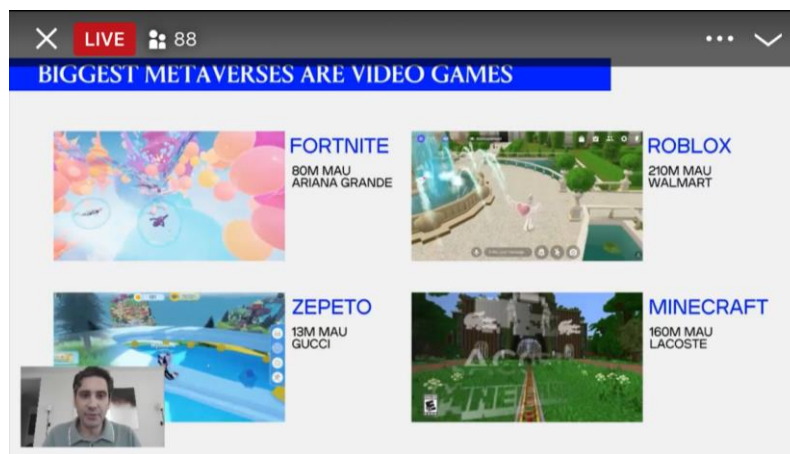 LIVE 88
BIGGEST METAVERSES ARE VIDEO GAMES
FORTNITE
80M MAU
ARIANA GRANDE
ROBLOX
210M MAU
WALMART
ZEPETO
13M MAU
GUCCI
MINECRAFT
160M MAU
LACOSTE